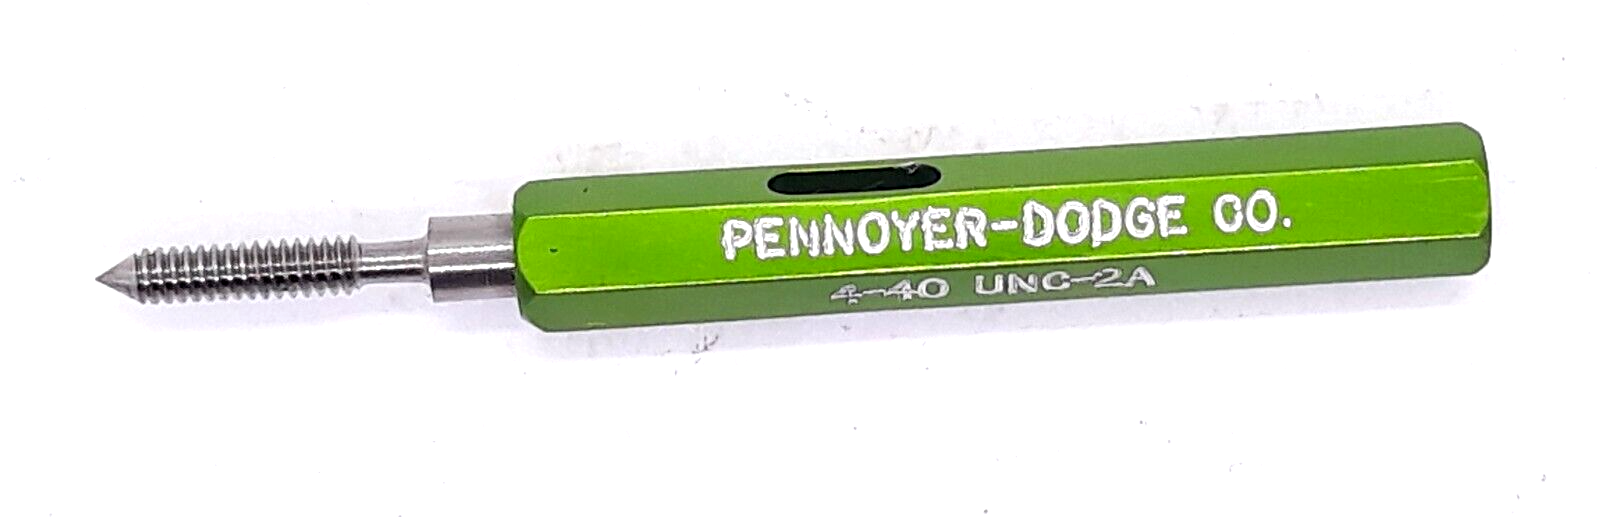 PENNOYER-DODGE CO.
4-40 UNC-2A